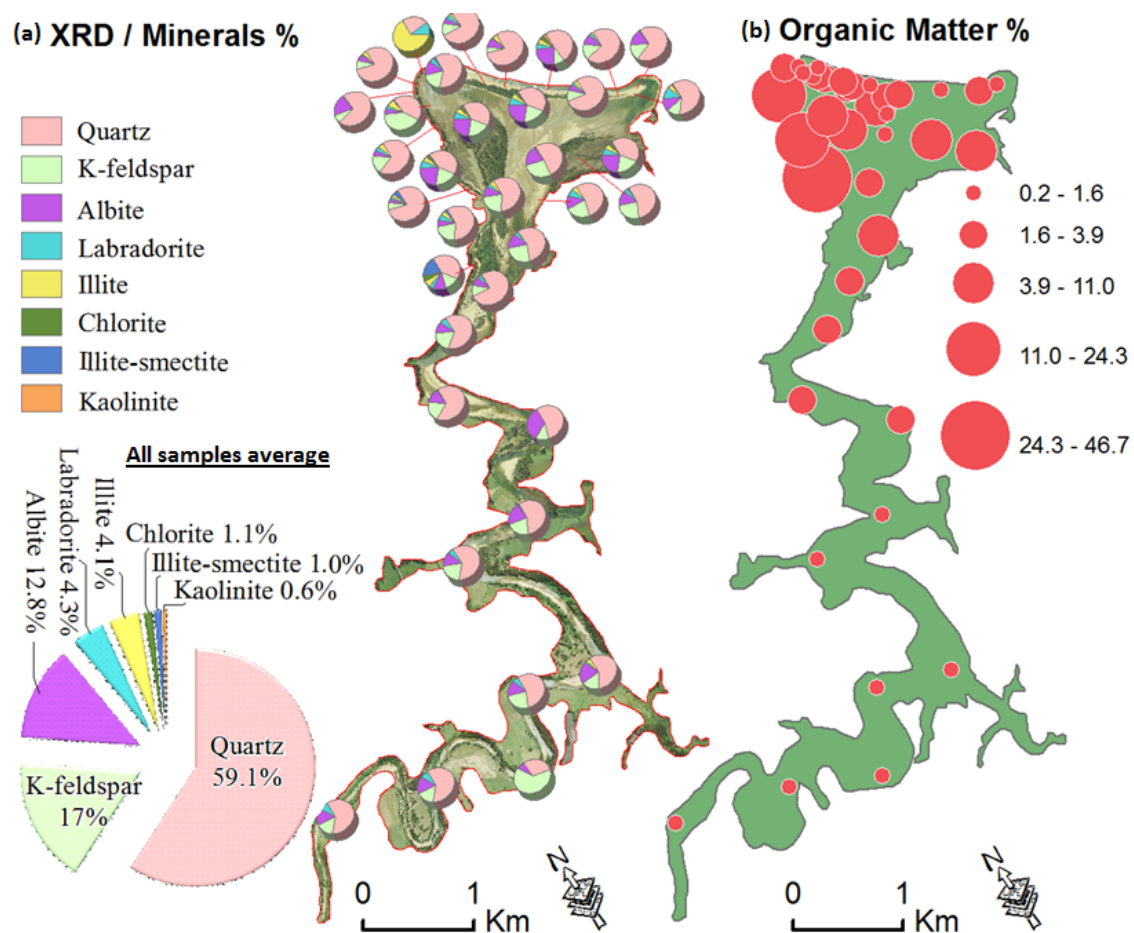 (a) XRD / Minerals %
Quartz
K-feldspar
Albite
Labradorite
Illite
Chlorite
Illite-smectite
Kaolinite
All samples average
Albite 12.8%
Labradorite 4.3%
Illite 4.1%
Chlorite 1.1%
Illite-smectite 1.0%
Kaolinite 0.6%
Quartz
59.1%
K-feldspar
17%
N
0 1
Km
(b) Organic Matter %
0.2 - 1.6
1.6 - 3.9
3.9 - 11.0
11.0 - 24.3
24.3 - 46.7
N
0 1
Km